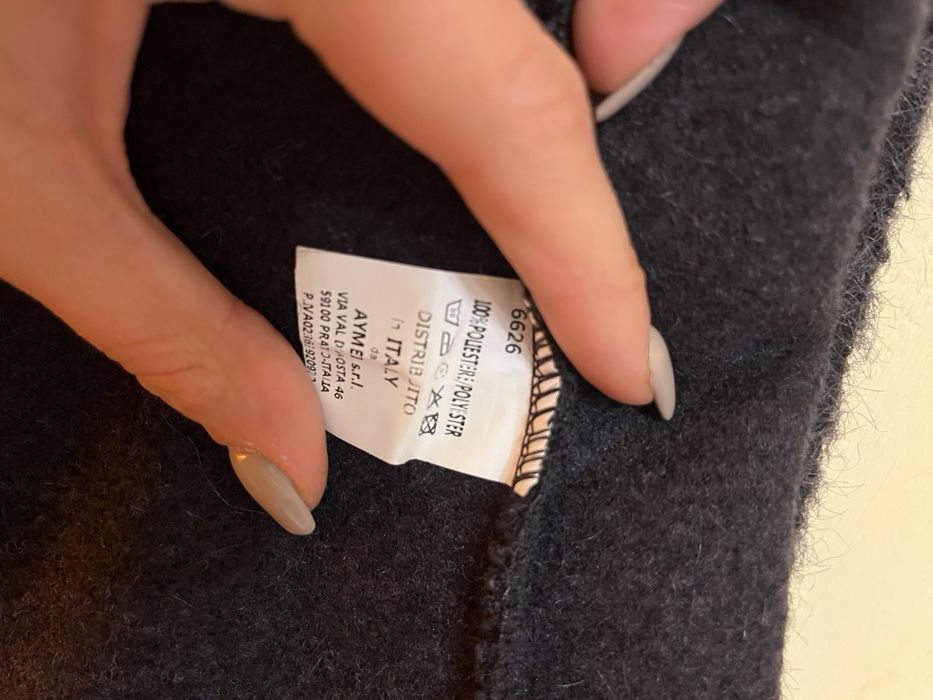 6626
100%POLIESTERE/POLYESTER
DISTRIBUITO
in ITALY
da
AYMEI s.r.l.
VIA VAL D'AOSTA 46
59100 PRATO-ITALIA